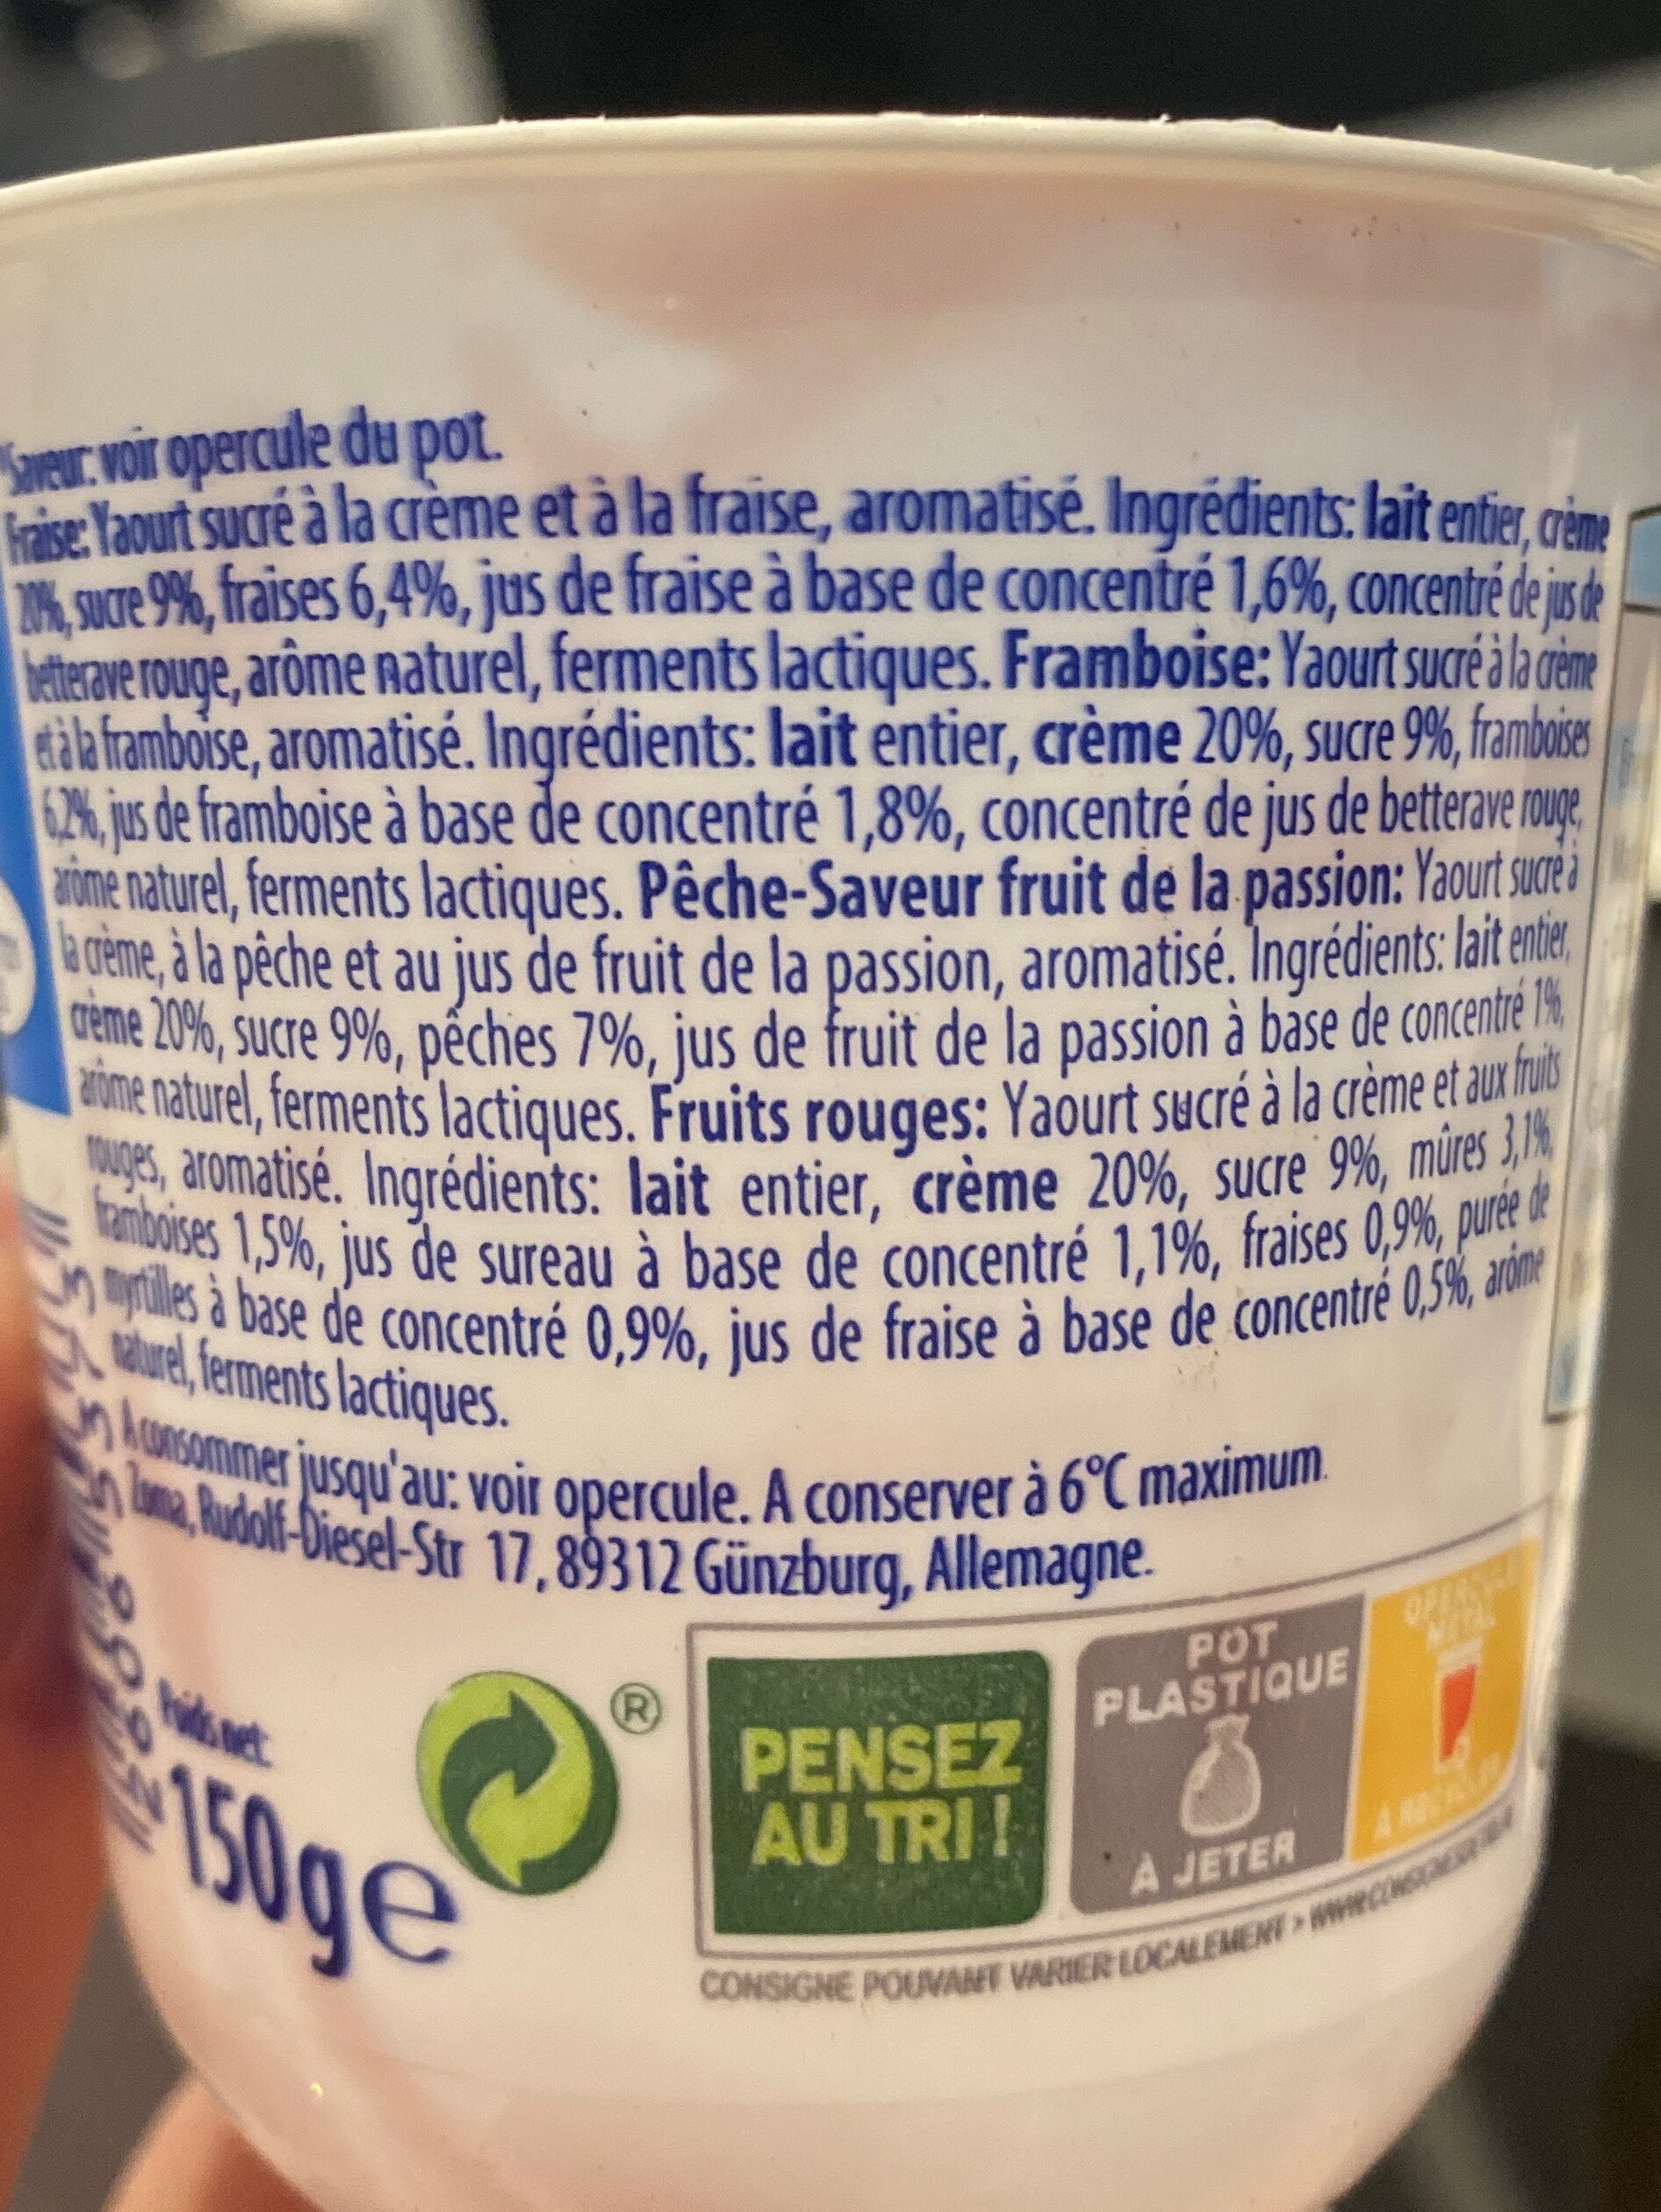 *Saveur: voir opercule du pot.
Fraise: Yaourt sucré à la crème et à la fraise, aromatisé. Ingrédients: lait entier, crème
20%, sucre 9%, fraises 6,4%, jus de fraise à base de concentré 1,6%, concentré de jus de
betterave rouge, arôme naturel, ferments lactiques. Framboise: Yaourt sucré à la crème
et à la framboise, aromatisé. Ingrédients: lait entier, crème 20%, sucre 9%, framboises
6,2%, jus de framboise à base de concentré 1,8%, concentré de jus de betterave rouge,
arôme naturel, ferments lactiques. Pêche-Saveur fruit de la passion: Yaourt sucré à
la crème, à la pêche et au jus de fruit de la passion, aromatisé. Ingrédients: lait entier,
crème 20%, sucre 9%, pêches 7%, jus de fruit de la passion à base de concentré 1%,
arôme naturel, ferments lactiques. Fruits rouges: Yaourt sucré à la crème et aux fruits
rouges, aromatisé. Ingrédients: lait entier, crème 20%, sucre 9%, mûres 3,1%,
framboises 1,5%, jus de sureau à base de concentré 1,1%, fraises 0,9%, purée de
myrtilles à base de concentré 0,9%, jus de fraise à base de concentré 0,5%, arôme
naturel, ferments lactiques.
A consommer jusqu'au: voir opercule. A conserver à 6°C maximum.
Zoma, Rudolf-Diesel-Str 17, 89312 Günzburg, Allemagne.
Poids net:
150g e
®
PENSEZ
AU TRI !
POT
PLASTIQUE
À JETER
OPERCULE
MÉTAL
À RECYCLER
CONSIGNE POUVANT VARIER LOCALEMENT >